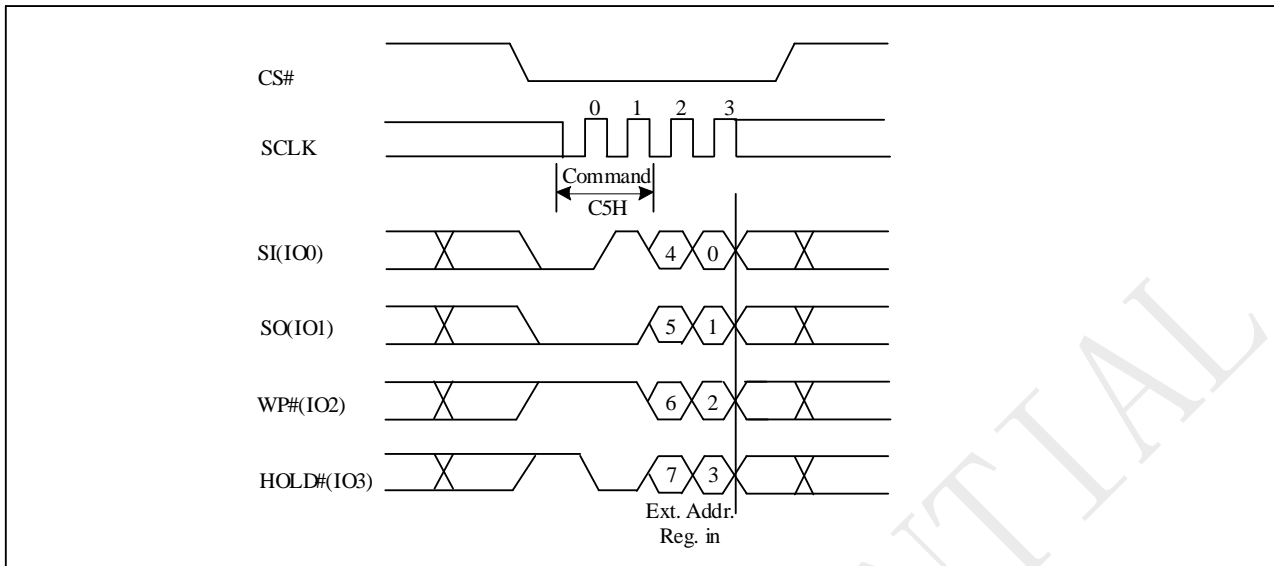 CS#
0 1 2 3
SCLK
Command
C5H
SI(IO0) 4 0
SO(IO1) 5 1
WP#(IO2) 6 2
HOLD#(IO3) 7 3
Ext. Addr.
Reg. in